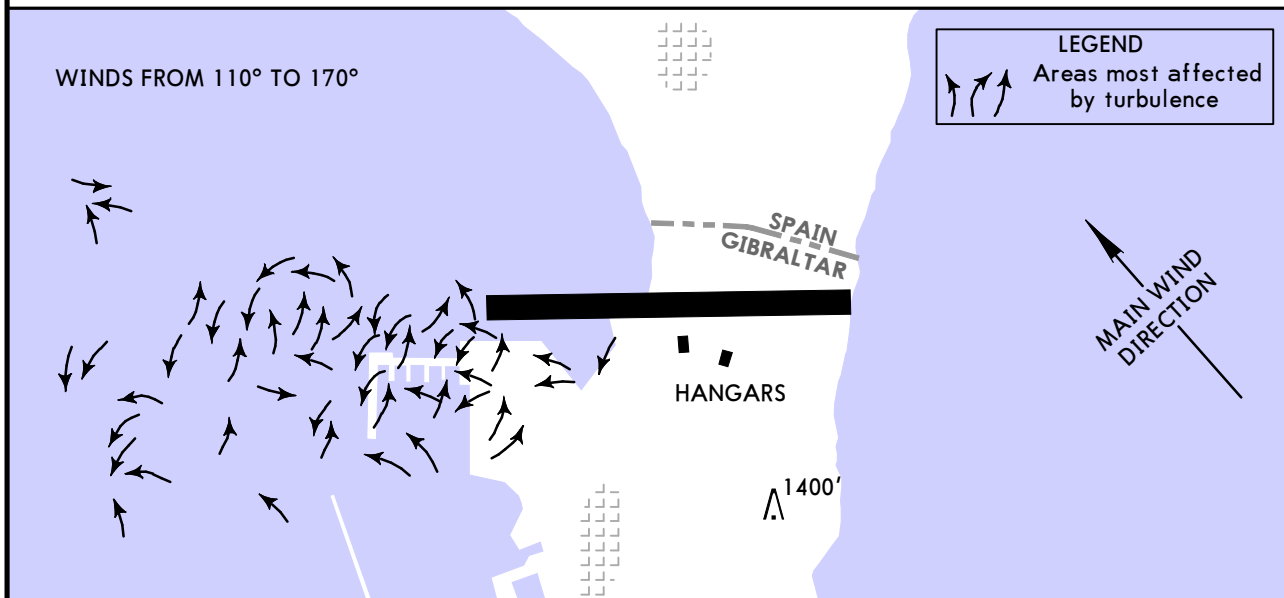 WINDS FROM 110° TO 170°
LEGEND
Areas most affected
by turbulence
SPAIN
GIBRALTAR
MAIN WIND
DIRECTION
HANGARS
1400'